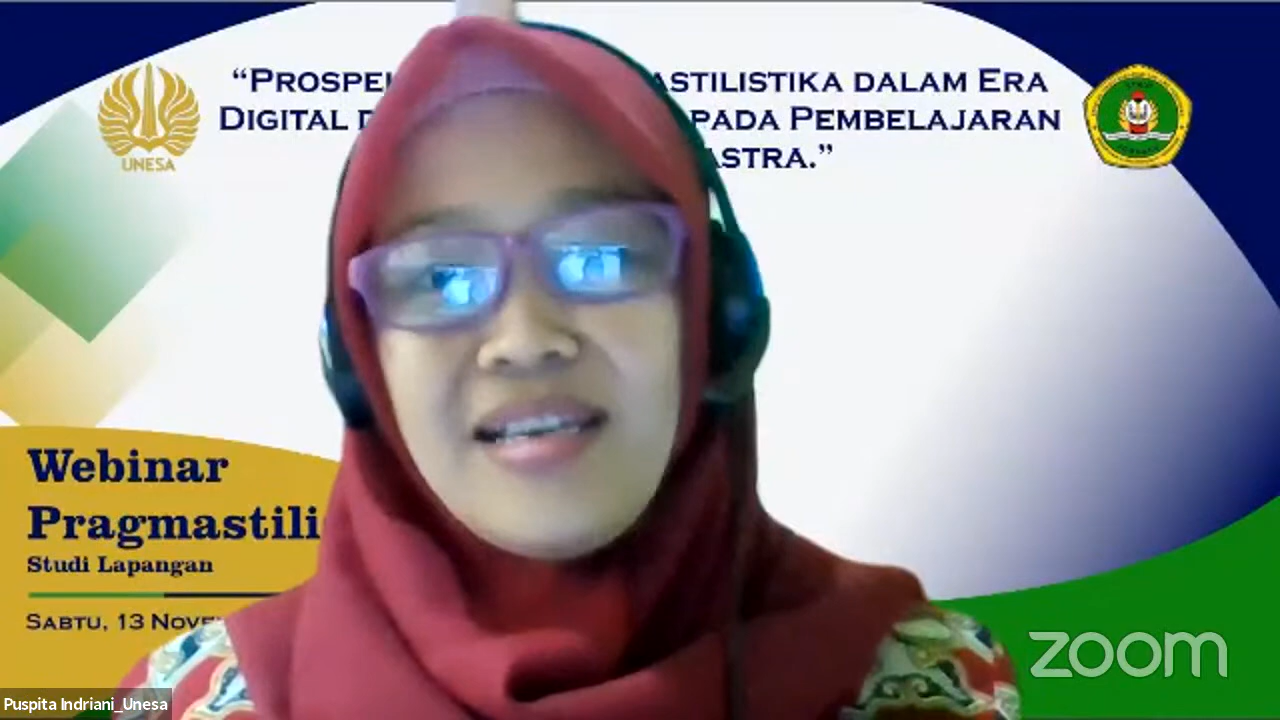 “PROSPE ASTILISTIKA DALAM ERA
DIGITAL PADA PEMBELAJARAN
ASTRA.”
UNESA
Webinar
Pragmastili
Studi Lapangan
SABTU, 13 NOVE
zoom
Puspita Indriani_Unesa